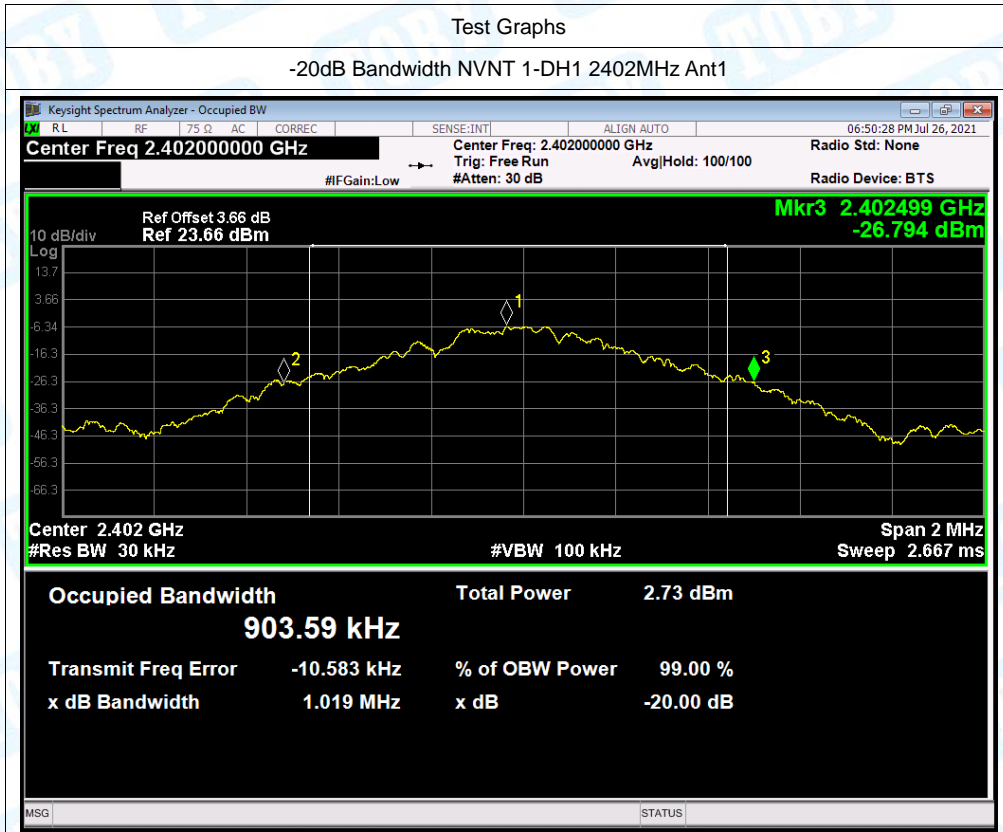 Test Graphs
-20dB Bandwidth NVNT 1-DH1 2402MHz Ant1
Keysight Spectrum Analyzer - Occupied BW
LXI RL RF 75 Ω AC CORREC SENSE:INT ALIGN AUTO 06:50:28 PM Jul 26, 2021
Center Freq 2.402000000 GHz Center Freq: 2.402000000 GHz Radio Std: None
Trig: Free Run Avg|Hold: 100/100
#IFGain:Low #Atten: 30 dB Radio Device: BTS
Mkr3 2.402499 GHz
Ref Offset 3.66 dB
10 dB/div Ref 23.66 dBm -26.794 dBm
Log
13.7
3.66
1
-6.34
-16.3
2
3
-26.3
-36.3
-46.3
-56.3
-66.3
Center 2.402 GHz Span 2 MHz
#Res BW 30 kHz #VBW 100 kHz Sweep 2.667 ms
Occupied Bandwidth Total Power 2.73 dBm
903.59 kHz
Transmit Freq Error -10.583 kHz % of OBW Power 99.00 %
x dB Bandwidth 1.019 MHz x dB -20.00 dB
MSG STATUS
TOBY